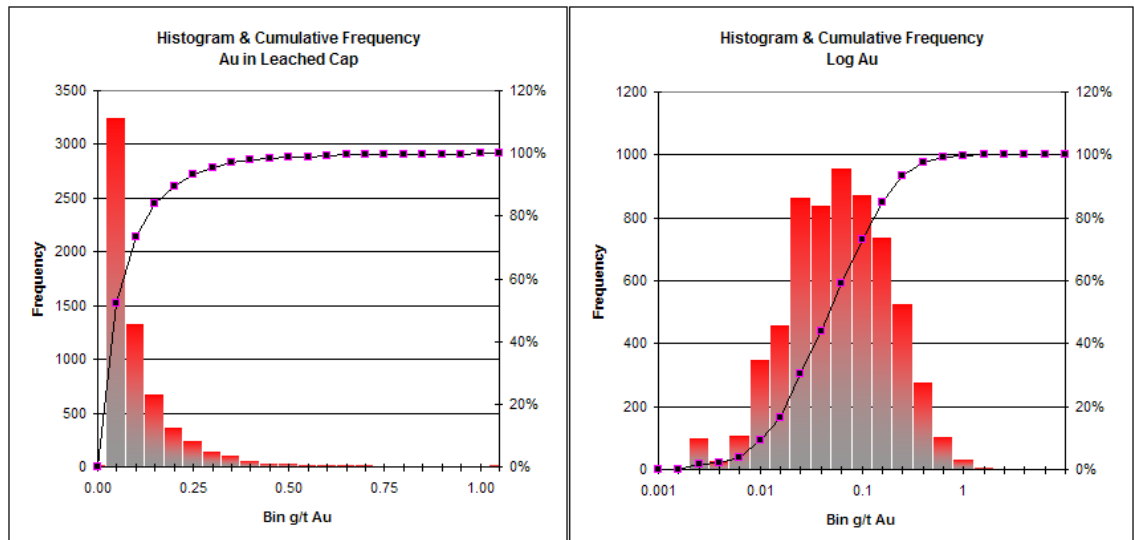 Histogram & Cumulative Frequency
Au in Leached Cap
3500
3000
2500
2000
1500
1000
500
0
Frequency
120%
100%
80%
60%
40%
20%
0%
0.00 0.25 0.50 0.75 1.00
Bin g/t Au
Histogram & Cumulative Frequency
Log Au
1200
1000
800
600
400
200
0
Frequency
120%
100%
80%
60%
40%
20%
0%
0.001 0.01 0.1 1
Bin g/t Au